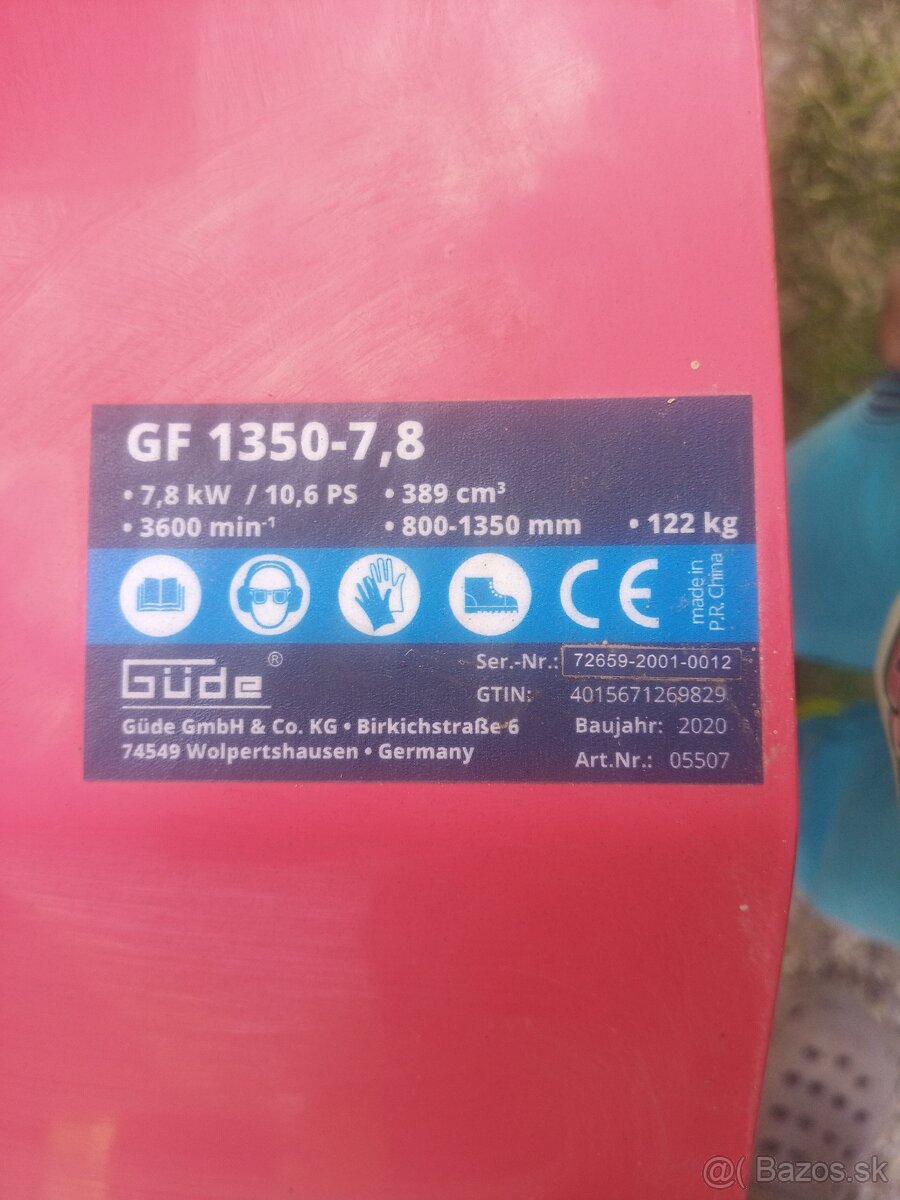 GF 1350-7,8
• 7,8 kW / 10,6 PS • 389 cm³
• 3600 min⁻¹ • 800-1350 mm • 122 kg
CE
made in
P.R. China
Güde ®
Ser.-Nr.: 72659-2001-0012
GTIN: 4015671269829
Güde GmbH & Co. KG • Birkichstraße 6
74549 Wolpertshausen • Germany
Baujahr: 2020
Art.Nr.: 05507
@( Bazos.sk